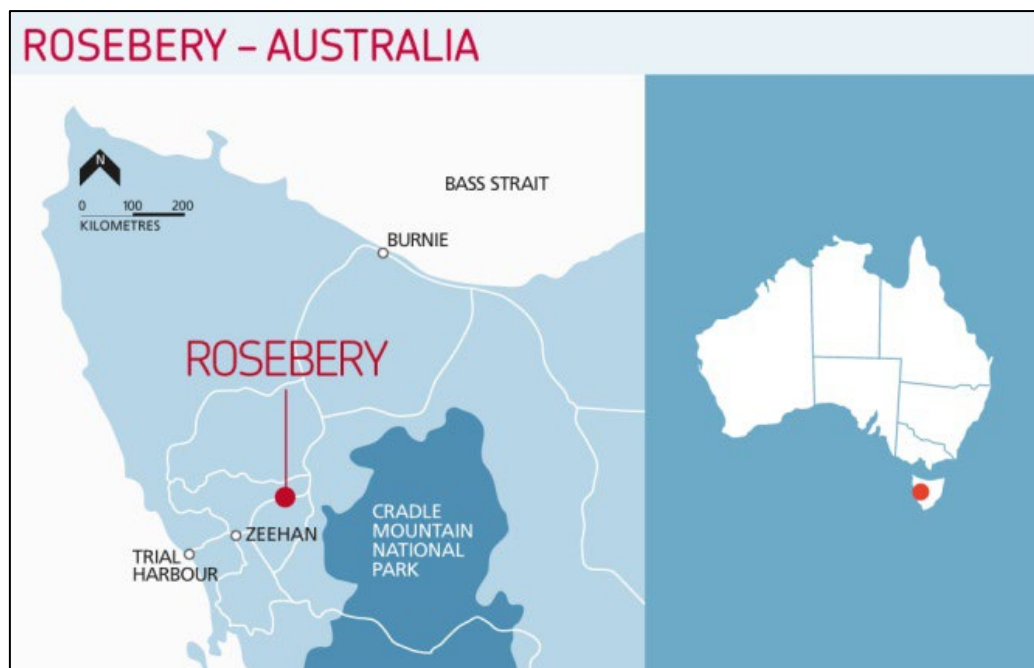 ROSEBERY – AUSTRALIA
N
0 100 200
KILOMETRES
BASS STRAIT
BURNIE
ROSEBERY
CRADLE
MOUNTAIN
NATIONAL
PARK
ZEEHAN
TRIAL
HARBOUR